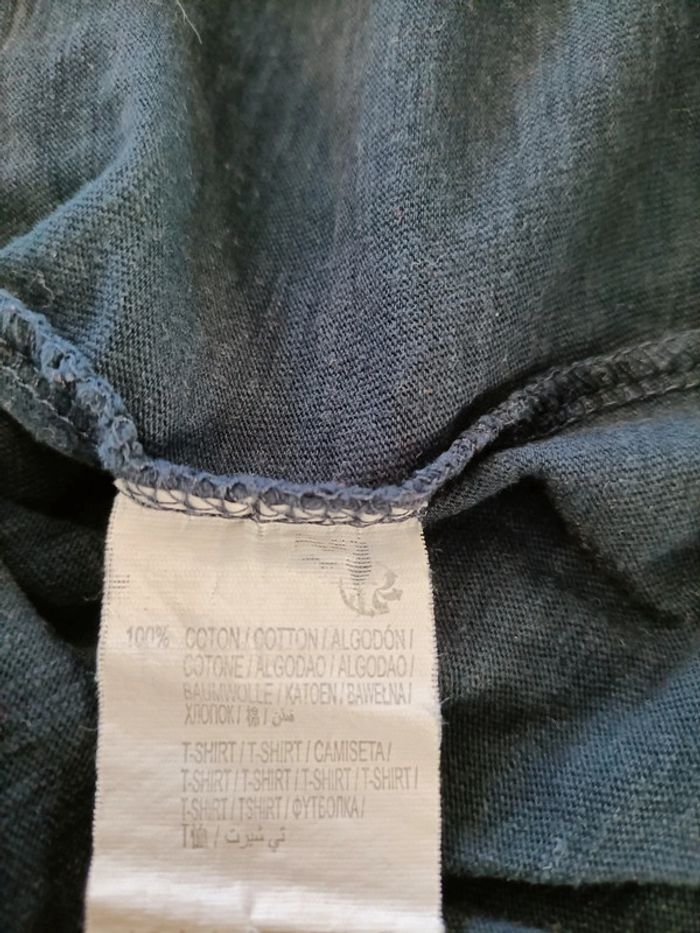 100% COTON / COTTON / ALGODÓN /
COTONE / ALGODAO / ALGODAO /
BAUMWOLLE / KATOEN / BAWEŁNA /
ХЛОПОК / 棉 / قطن
T-SHIRT / T-SHIRT / CAMISETA /
T-SHIRT / T-SHIRT / T-SHIRT / T-SHIRT /
T-SHIRT / TSHIRT / ФУТБОЛКА /
T恤 / تي شيرت